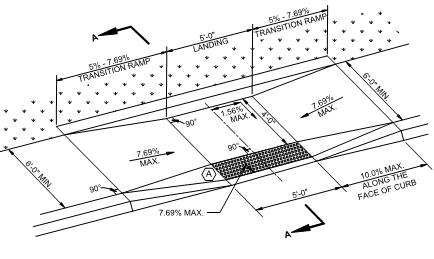 A
5% - 7.69%
TRANSITION RAMP
5'-0"
LANDING
5% - 7.69%
TRANSITION RAMP
6'-0" MIN
90°
1.56%
MAX.
4'-0"
7.69%
MAX.
7.69%
MAX.
90°
6'-0" MIN
90°
A
10.0% MAX.
ALONG THE
FACE OF CURB
5'-0"
7.69% MAX.
A